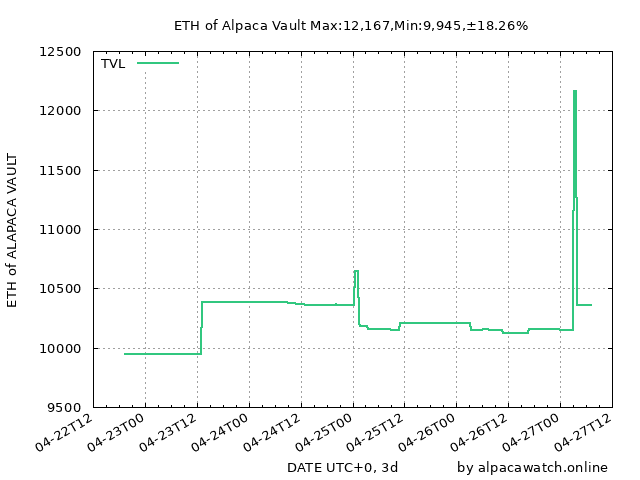 ETH of Alpaca Vault Max:12,167,Min:9,945,±18.26%
TVL
ETH of ALAPACA VAULT
12500
12000
11500
11000
10500
10000
9500
04-22T12
04-23T00
04-23T12
04-24T00
04-24T12
04-25T00
04-25T12
04-26T00
04-26T12
04-27T00
04-27T12
DATE UTC+0, 3d
by alpacawatch.online